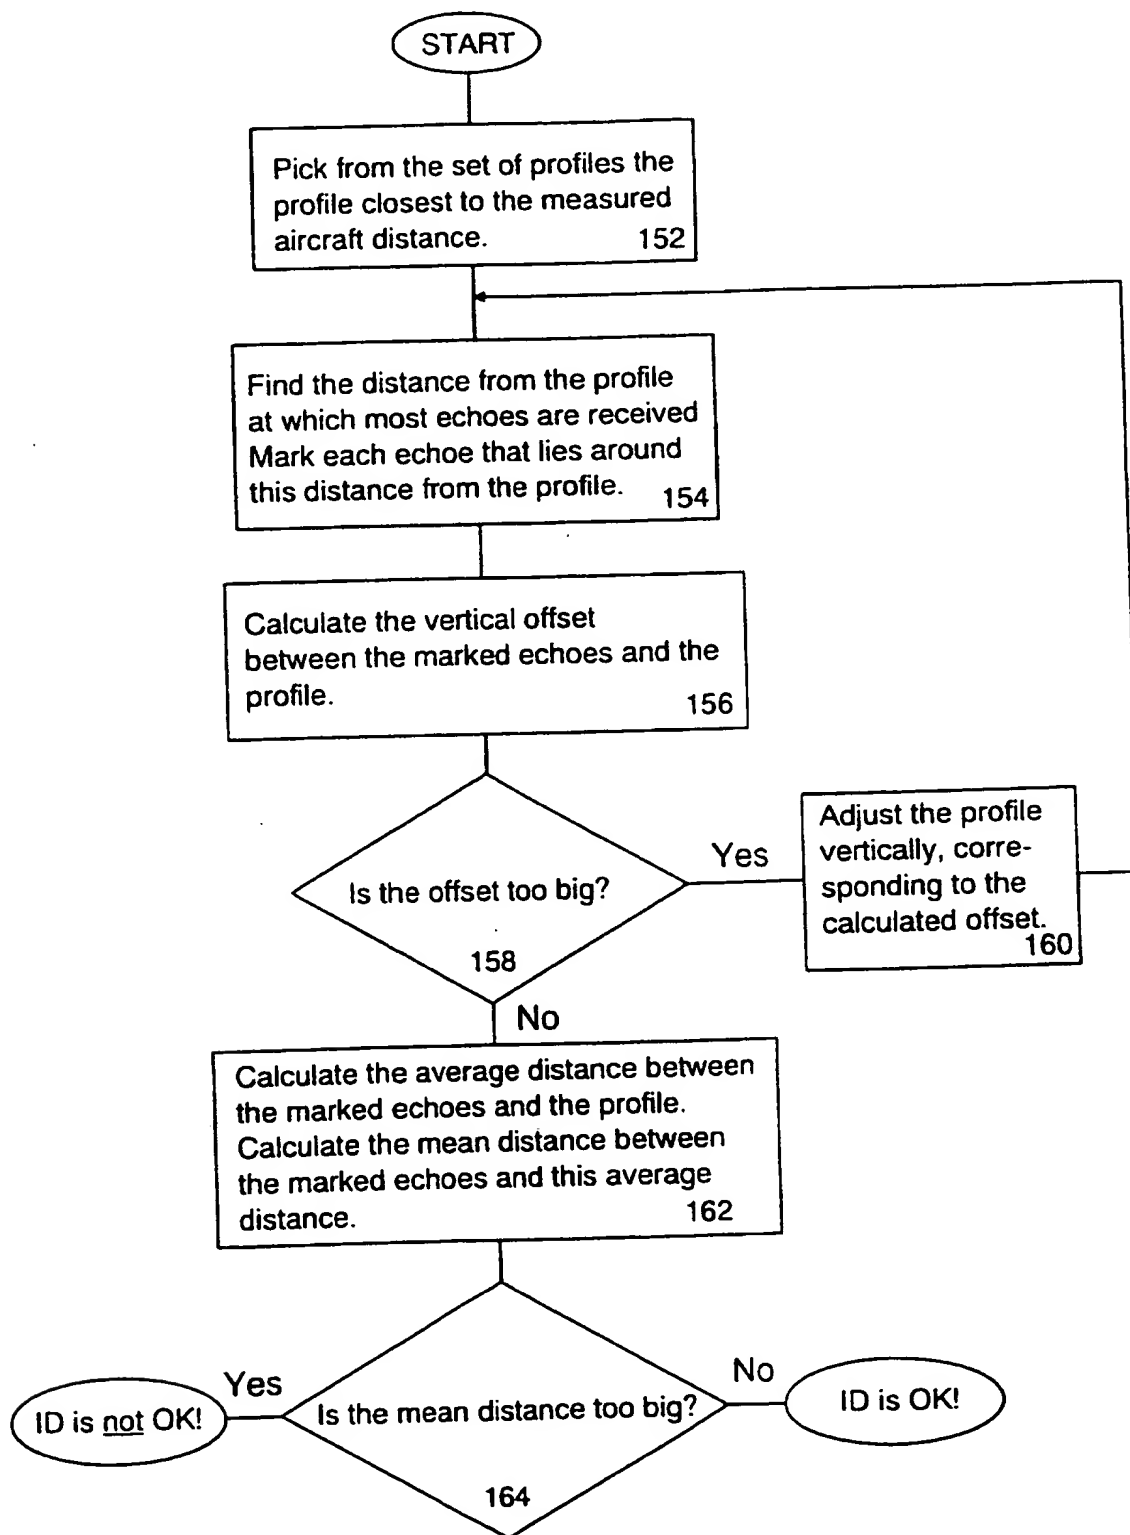 START
Pick from the set of profiles the
profile closest to the measured
aircraft distance.
152
Find the distance from the profile
at which most echoes are received
Mark each echoe that lies around
this distance from the profile.
154
Calculate the vertical offset
between the marked echoes and the
profile.
156
Is the offset too big?
158
Yes
Adjust the profile
vertically, corre-
sponding to the
calculated offset.
160
No
Calculate the average distance between
the marked echoes and the profile.
Calculate the mean distance between
the marked echoes and this average
distance.
162
Is the mean distance too big?
164
Yes
ID is not OK!
No
ID is OK!